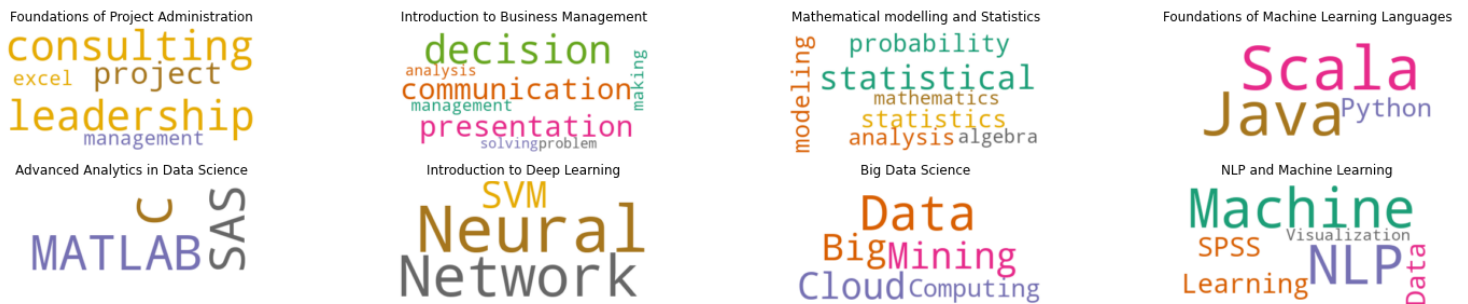 Foundations of Project Administration
consulting
excel project
leadership
management
Introduction to Business Management
decision
making
analysis
communication
management
presentation
solving problem
Mathematical modelling and Statistics
modeling
probability
statistical
mathematics
statistics
analysis algebra
Foundations of Machine Learning Languages
Scala
Java Python
Advanced Analytics in Data Science
C
SAS
MATLAB
Introduction to Deep Learning
SVM
Neural
Network
Big Data Science
Data
Big Mining
Cloud Computing
NLP and Machine Learning
Machine
Visualization
SPSS
NLP
Data
Learning